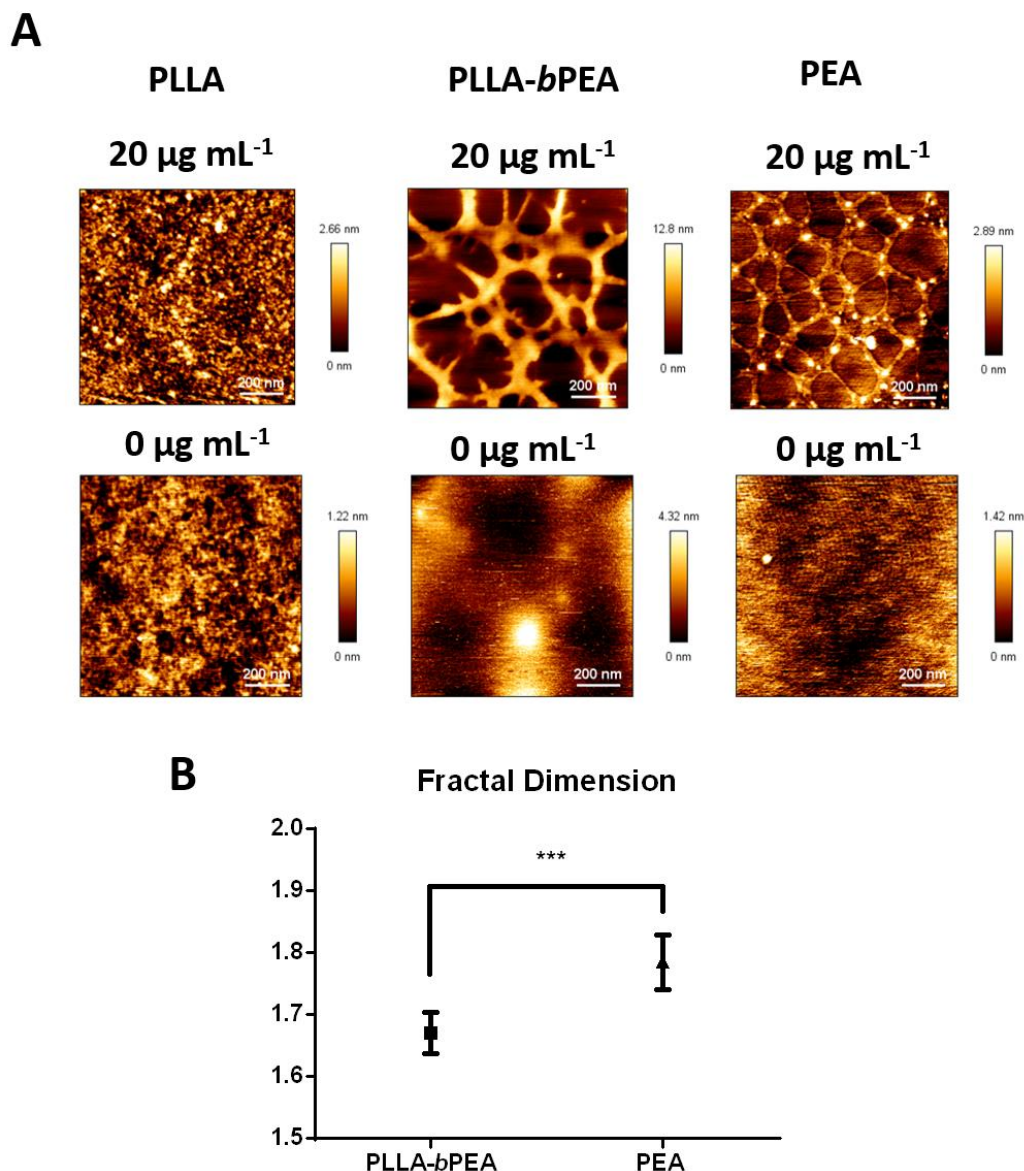 A
PLLA PLLA-bPEA PEA
20 µg mL-1 20 µg mL-1 20 µg mL-1
2.66 nm 12.8 nm 2.89 nm
0 nm 0 nm 0 nm
200 nm 200 nm 200 nm
0 µg mL-1 0 µg mL-1 0 µg mL-1
1.22 nm 4.32 nm 1.42 nm
0 nm 0 nm 0 nm
200 nm 200 nm 200 nm
B
Fractal Dimension
2.0
***
1.9
1.8
1.7
1.6
1.5
PLLA-bPEA PEA